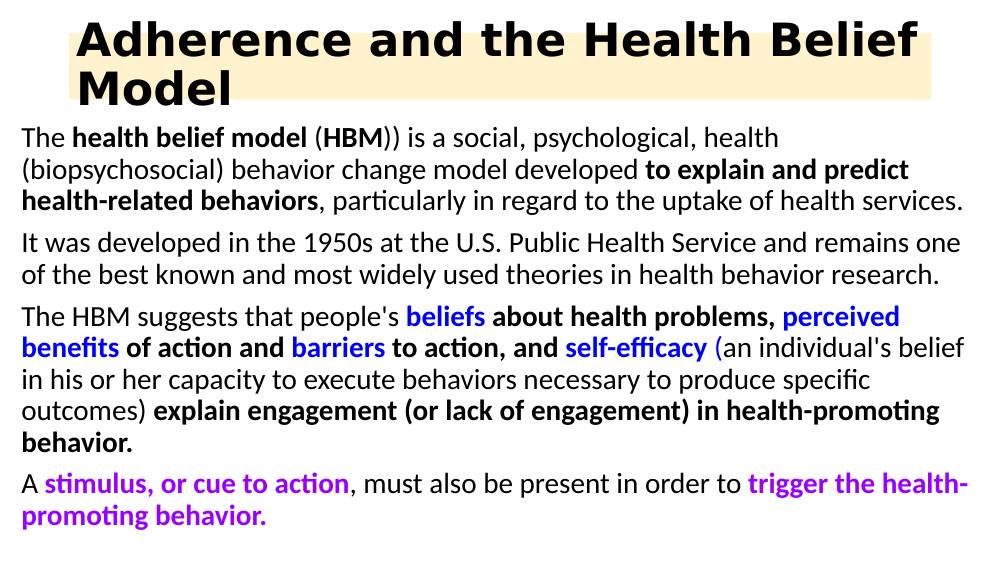 Adherence and the Health Belief
Model
The health belief model (HBM)) is a social, psychological, health
(biopsychosocial) behavior change model developed to explain and predict
health-related behaviors, particularly in regard to the uptake of health services.
It was developed in the 1950s at the U.S. Public Health Service and remains one
of the best known and most widely used theories in health behavior research.
The HBM suggests that people's beliefs about health problems, perceived
benefits of action and barriers to action, and self-efficacy (an individual's belief
in his or her capacity to execute behaviors necessary to produce specific
outcomes) explain engagement (or lack of engagement) in health-promoting
behavior.
A stimulus, or cue to action, must also be present in order to trigger the health-
promoting behavior.